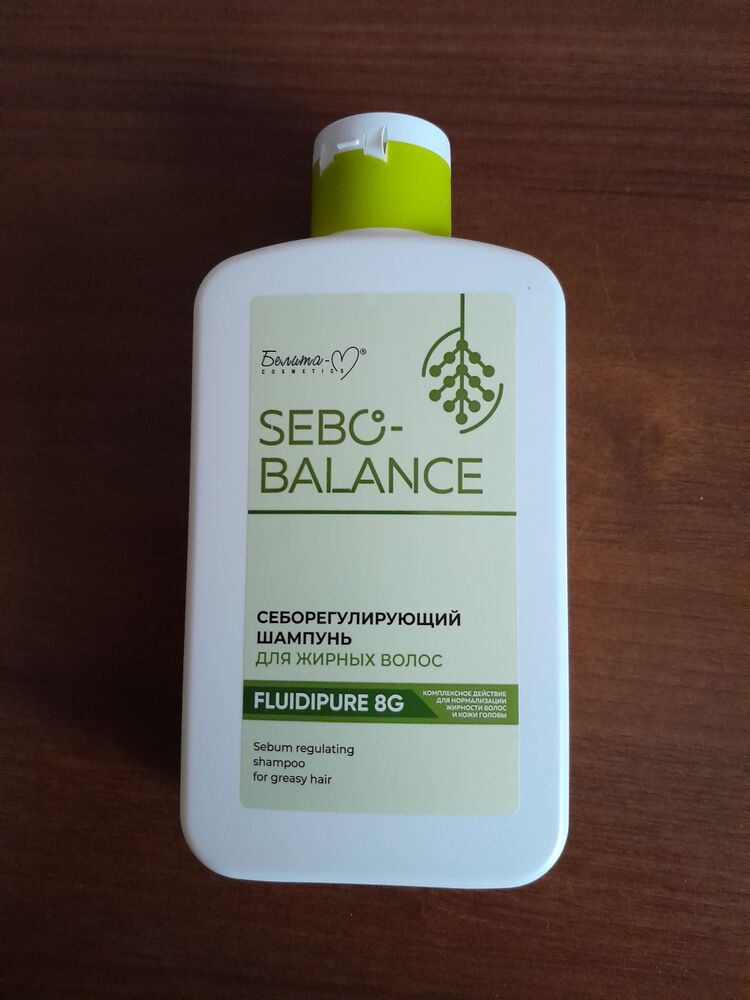 Белита-М®
COSMETICS
SEBO-
BALANCE
СЕБОРЕГУЛИРУЮЩИЙ
ШАМПУНЬ
ДЛЯ ЖИРНЫХ ВОЛОС
FLUIDIPURE 8G
КОМПЛЕКСНОЕ ДЕЙСТВИЕ
ДЛЯ НОРМАЛИЗАЦИИ
ЖИРНОСТИ ВОЛОС
И КОЖИ ГОЛОВЫ
Sebum regulating
shampoo
for greasy hair